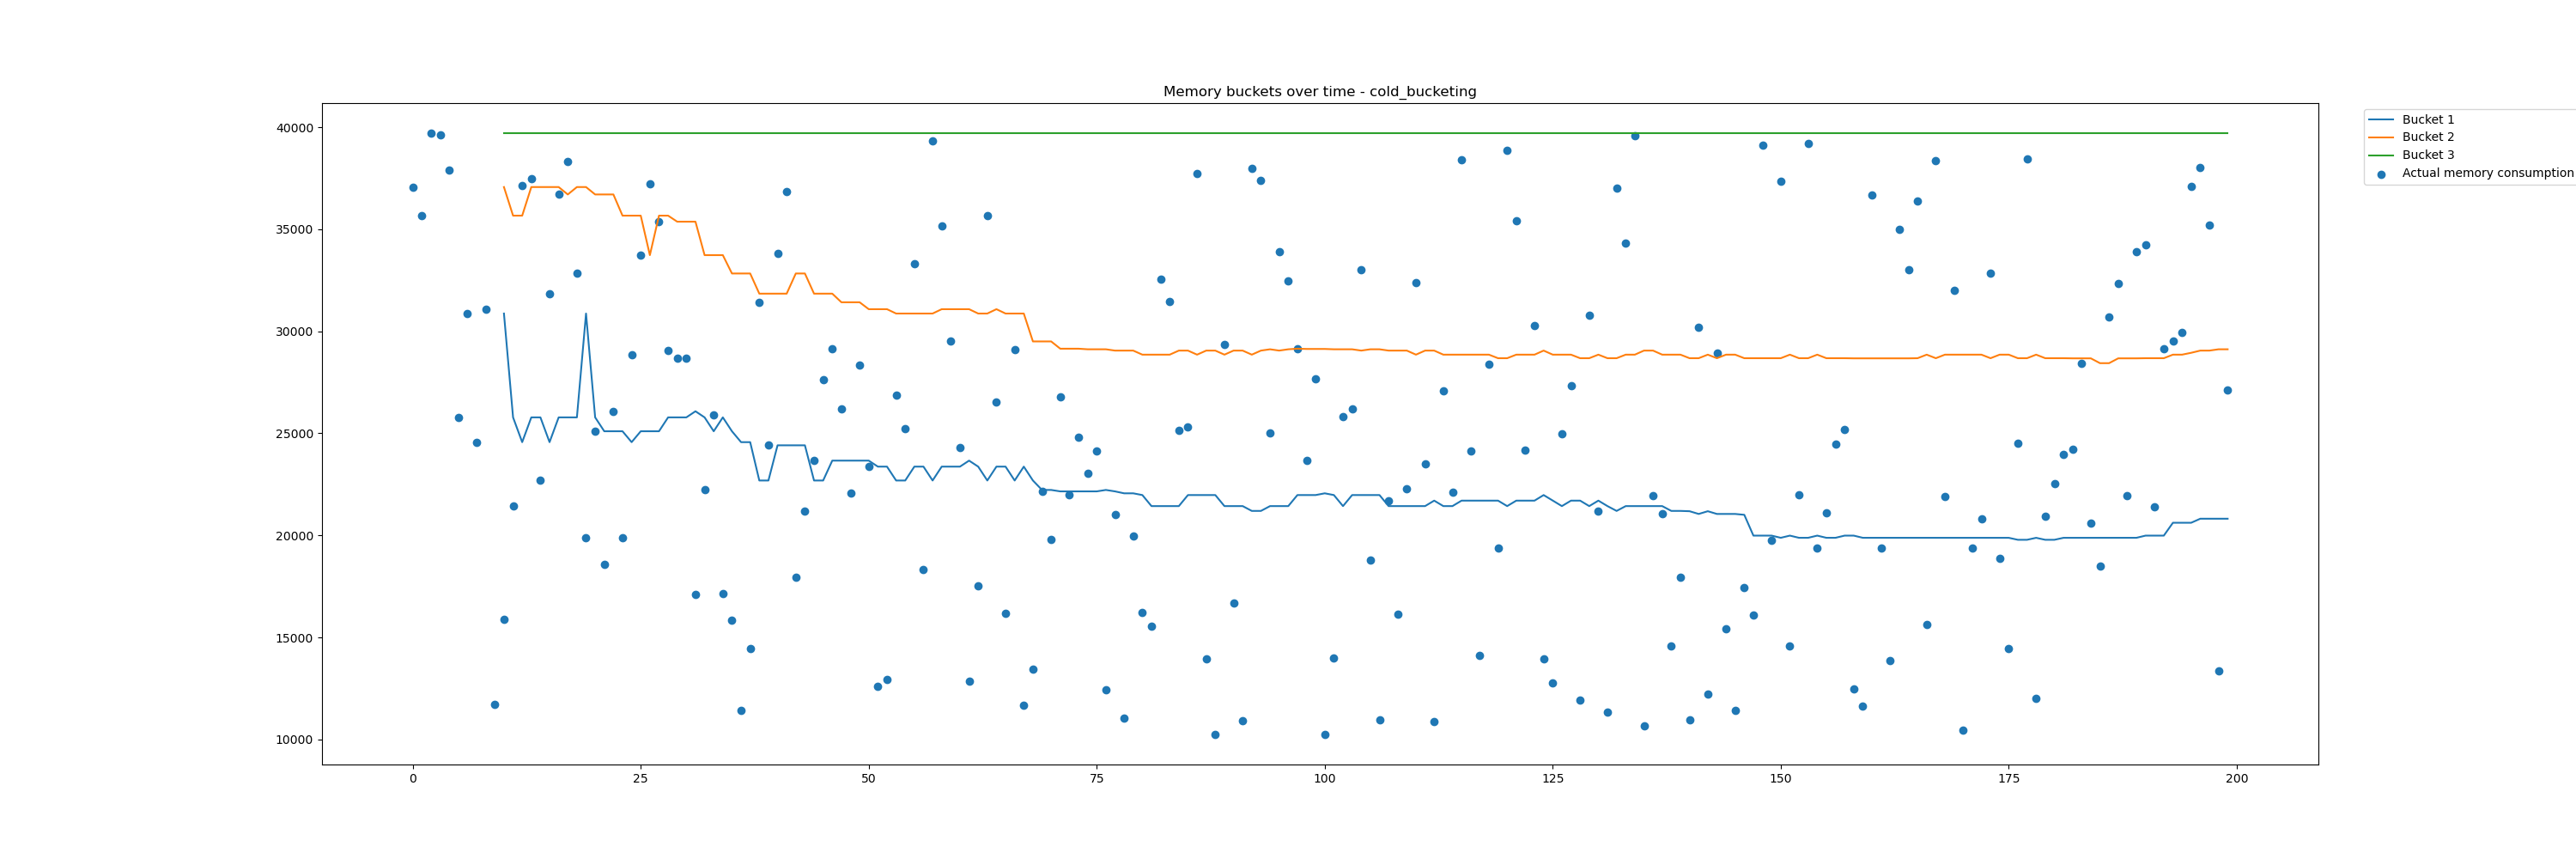 Memory buckets over time - cold_bucketing
40000
35000
30000
25000
20000
15000
10000
0 25 50 75 100 125 150 175 200
Bucket 1
Bucket 2
Bucket 3
Actual memory consumption